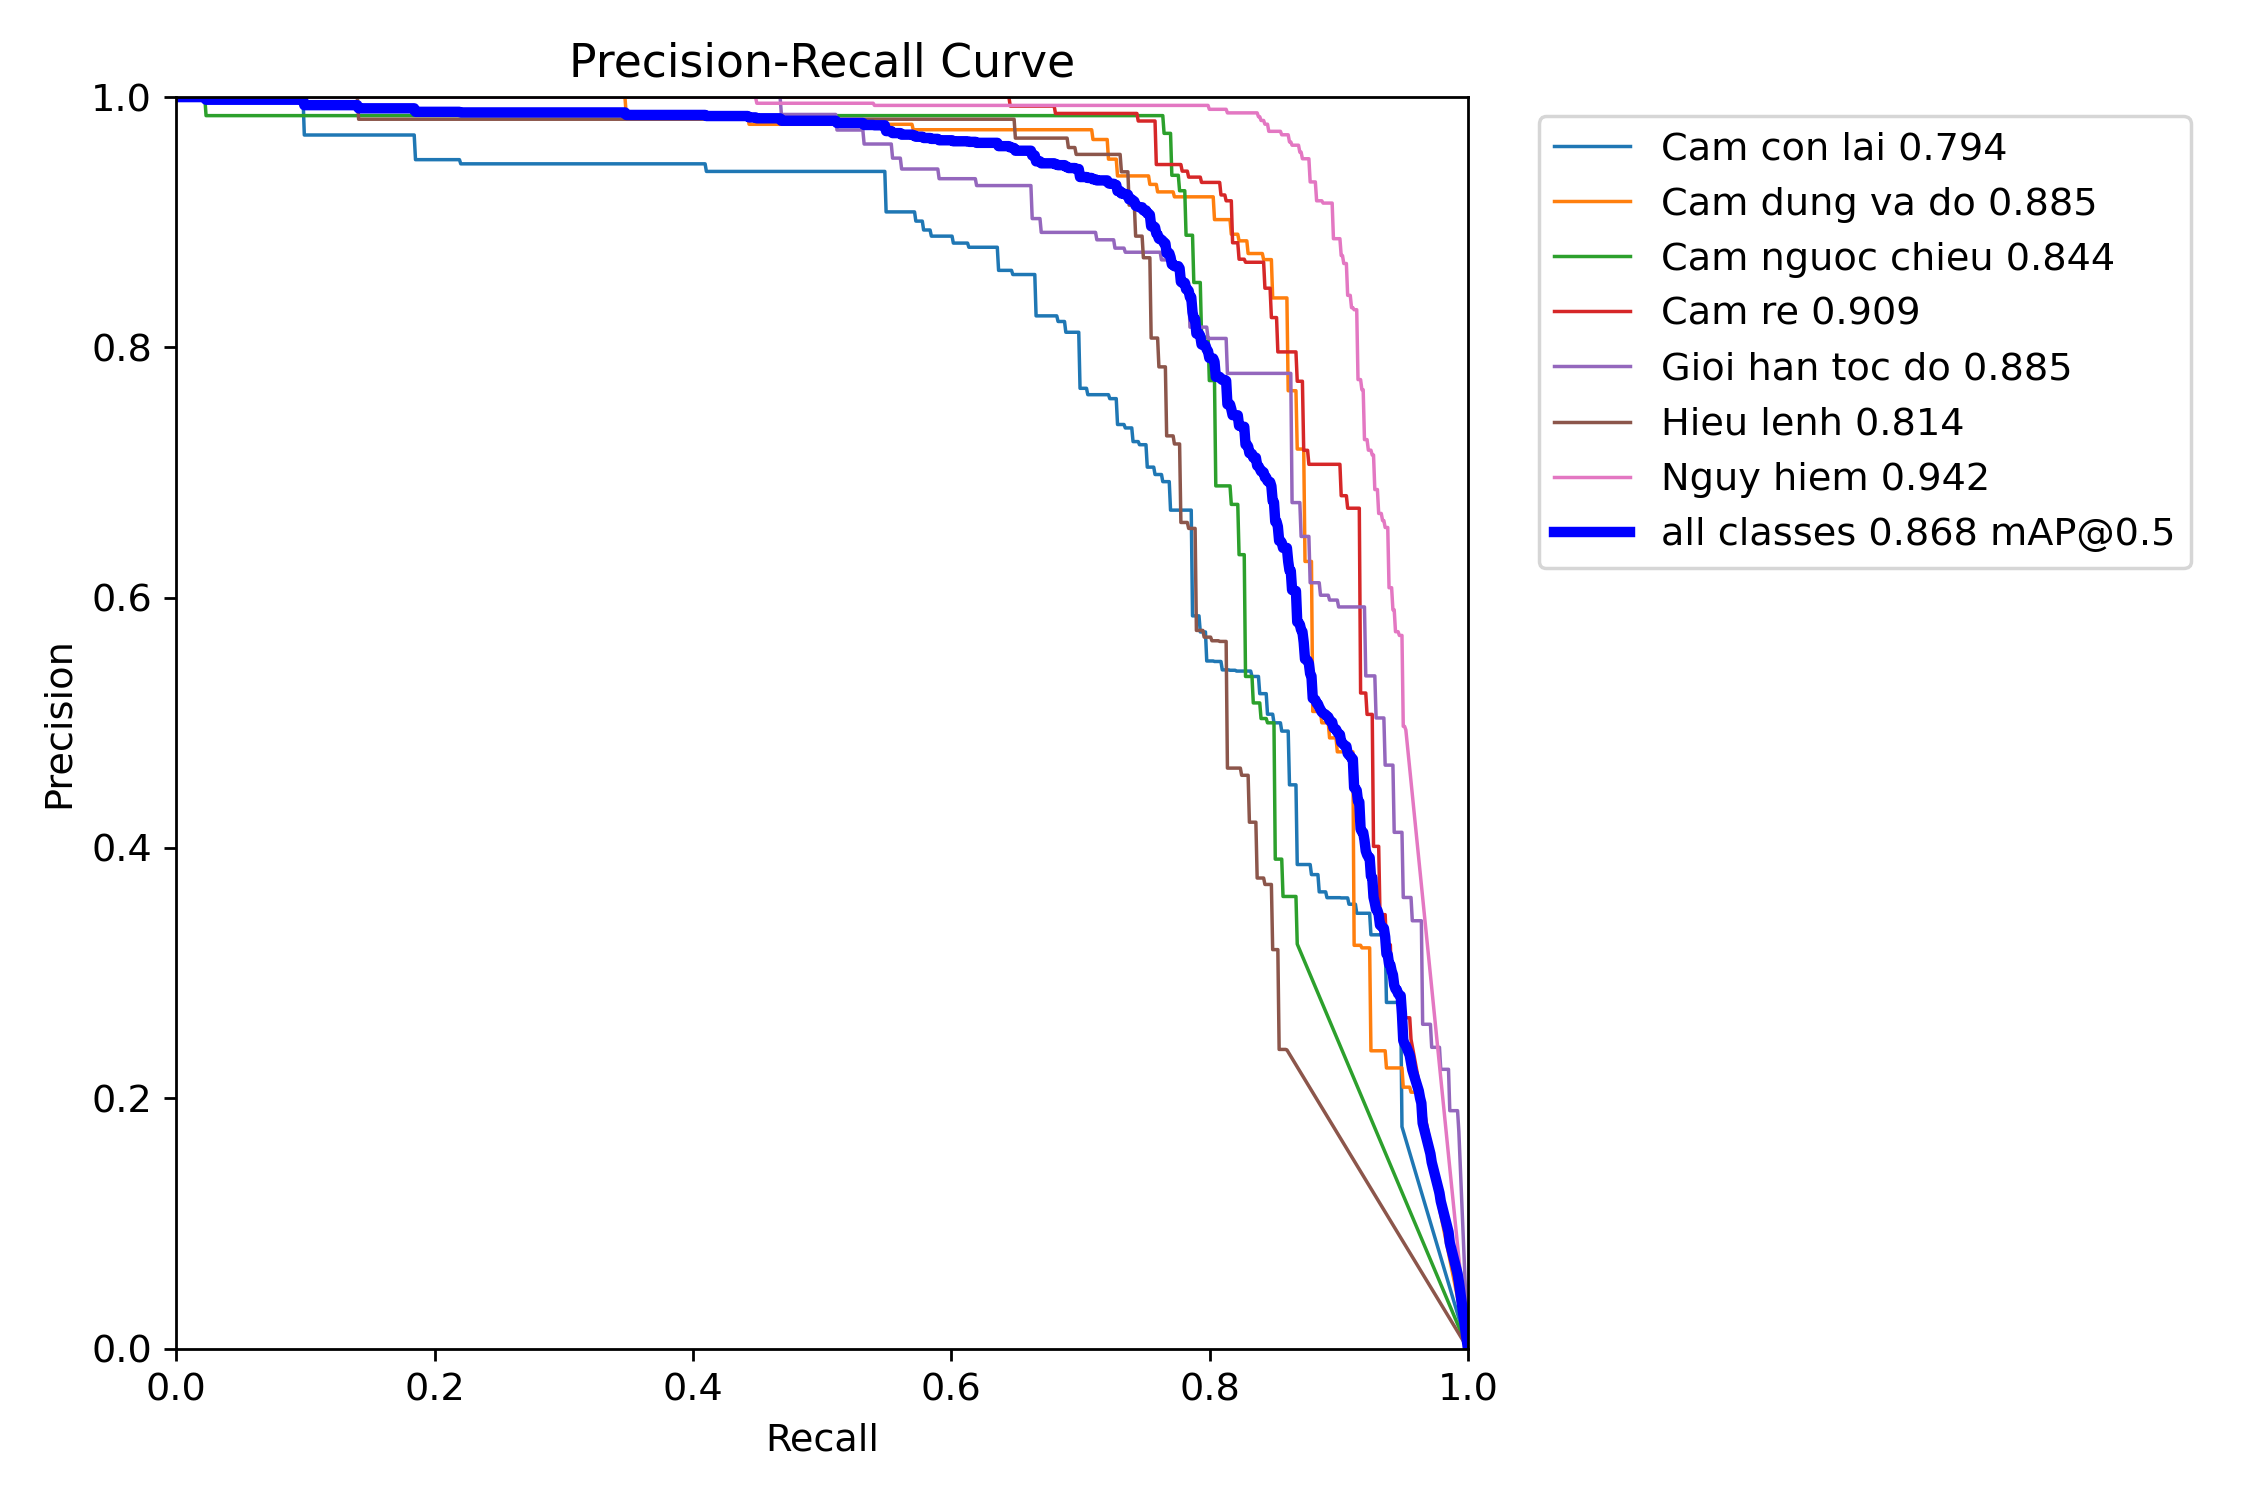 Precision-Recall Curve
1.0
0.8
0.6
0.4
0.2
0.0
Precision
0.0 0.2 0.4 0.6 0.8 1.0
Recall
Cam con lai 0.794
Cam dung va do 0.885
Cam nguoc chieu 0.844
Cam re 0.909
Gioi han toc do 0.885
Hieu lenh 0.814
Nguy hiem 0.942
all classes 0.868 mAP@0.5